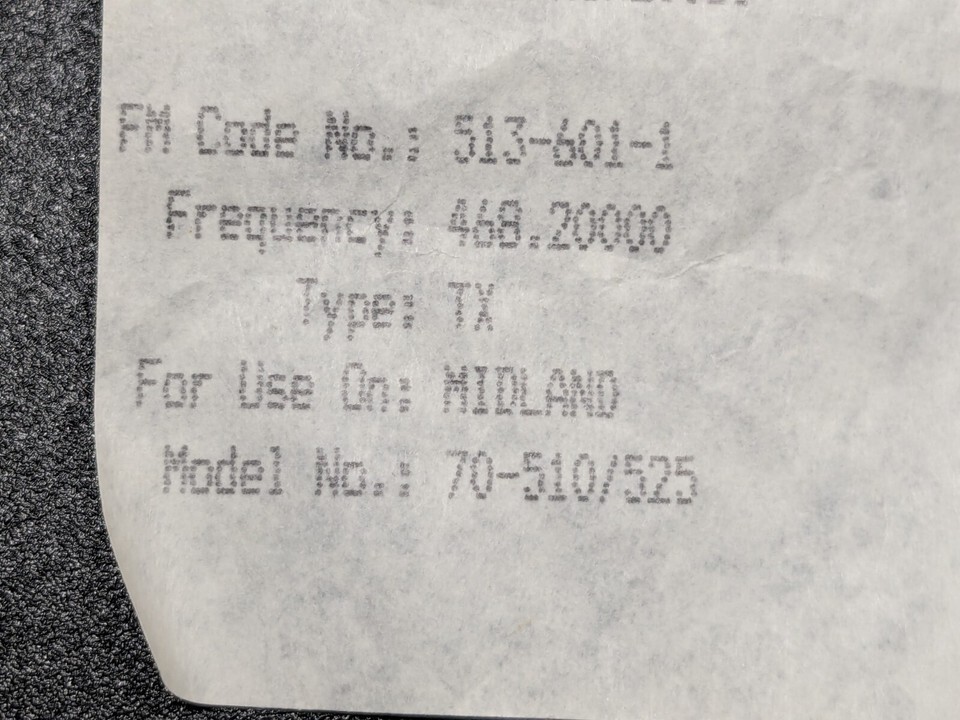 FM Code No.: 513-601-1
Frequency: 468.20000
Type: TX
For Use On: MIDLAND
Model No.: 70-510/525